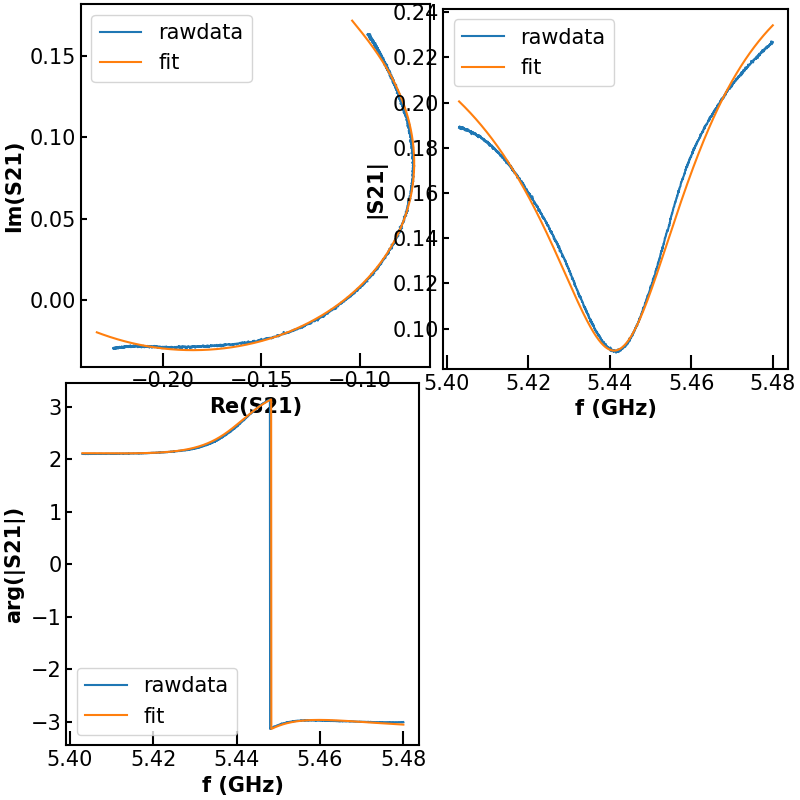 rawdata
fit
0.15
0.10
0.05
0.00
Im(S21)
−0.20
−0.15
−0.10
Re(S21)
rawdata
fit
0.24
0.22
0.20
0.18
0.16
0.14
0.12
0.10
|S21|
5.40
5.42
5.44
5.46
5.48
f (GHz)
3
2
1
0
−1
−2
−3
arg(|S21|)
rawdata
fit
5.40
5.42
5.44
5.46
5.48
f (GHz)